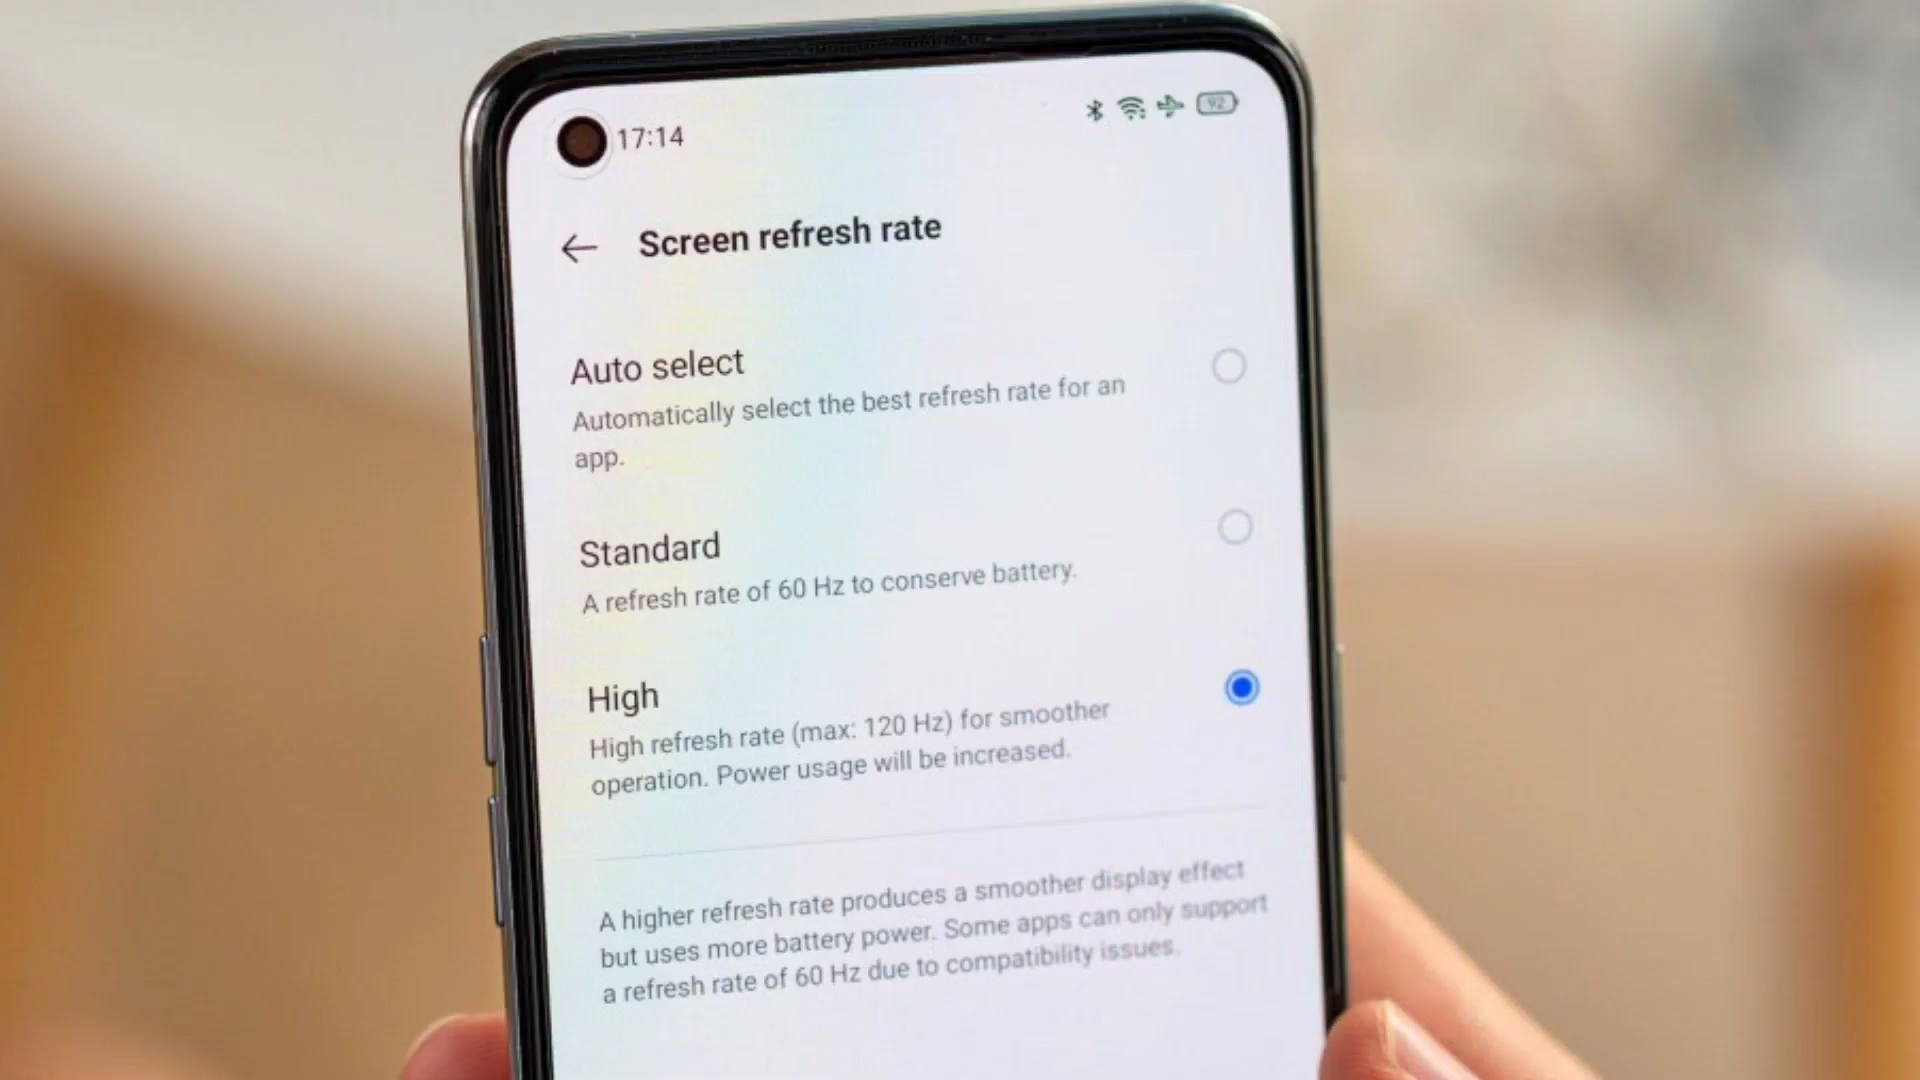 17:14
92
Screen refresh rate
Auto select
Automatically select the best refresh rate for an
app.
Standard
A refresh rate of 60 Hz to conserve battery.
High
High refresh rate (max: 120 Hz) for smoother
operation. Power usage will be increased.
A higher refresh rate produces a smoother display effect
but uses more battery power. Some apps can only support
a refresh rate of 60 Hz due to compatibility issues.